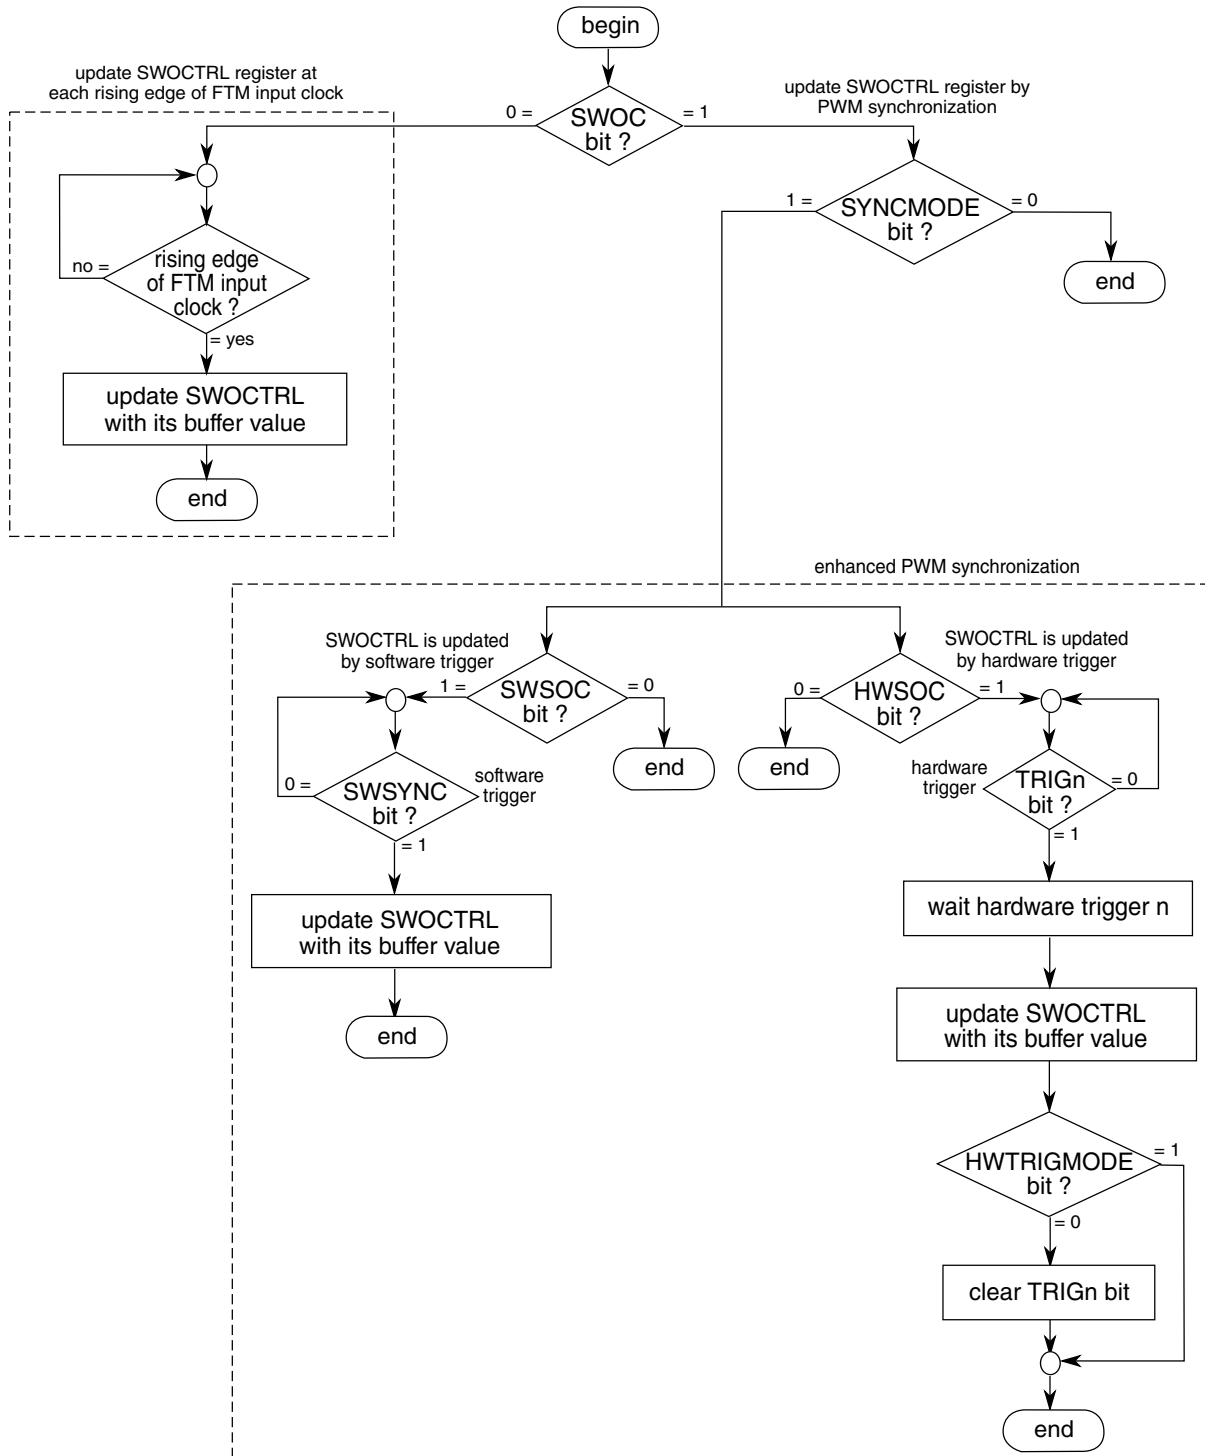 begin
update SWOCTRL register at
each rising edge of FTM input clock
update SWOCTRL register by
PWM synchronization
0 =
SWOC
bit ?
= 1
1 =
SYNCMODE
bit ?
= 0
end
no =
rising edge
of FTM input
clock ?
= yes
update SWOCTRL
with its buffer value
end
enhanced PWM synchronization
SWOCTRL is updated
by software trigger
1 =
SWSOC
bit ?
= 0
end
0 =
SWSYNC
bit ?
software
trigger
= 1
update SWOCTRL
with its buffer value
end
SWOCTRL is updated
by hardware trigger
0 =
HWSOC
bit ?
= 1
end
hardware
trigger
TRIGn
bit ?
= 0
= 1
wait hardware trigger n
update SWOCTRL
with its buffer value
HWTRIGMODE
bit ?
= 1
= 0
clear TRIGn bit
end